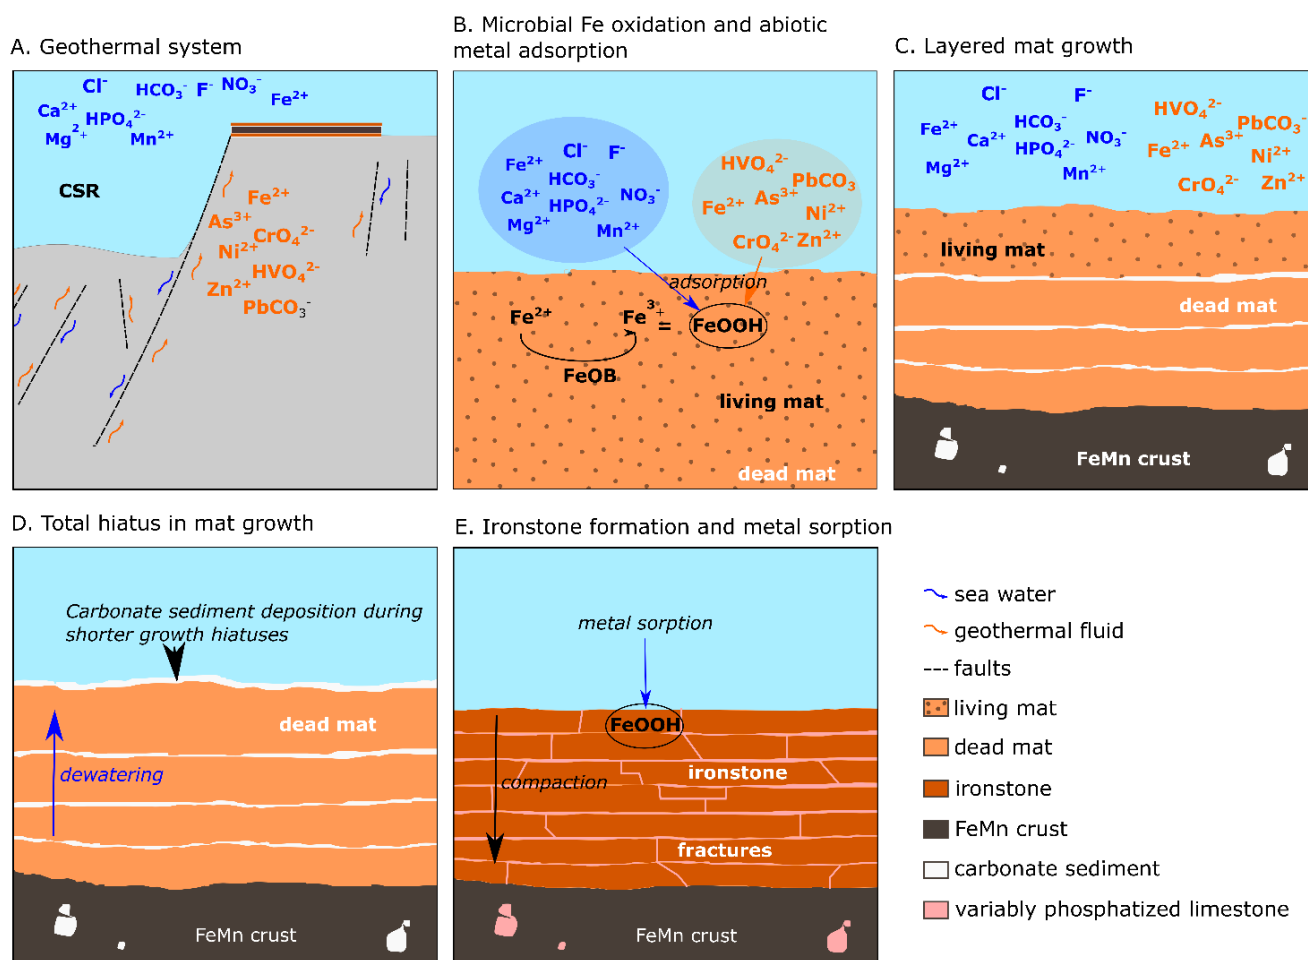 A. Geothermal system
Cl⁻ HCO₃⁻ F⁻ NO₃⁻
Ca²⁺ HPO₄²⁻ Fe²⁺
Mg²⁺ Mn²⁺
CSR
Fe²⁺
As³⁺ CrO₄²⁻
Ni²⁺
HVO₄²⁻
Zn²⁺
PbCO₃⁻
B. Microbial Fe oxidation and abiotic
metal adsorption
Fe²⁺ Cl⁻ F⁻
HCO₃⁻
Ca²⁺ HPO₄²⁻ NO₃⁻
Mg²⁺ Mn²⁺
HVO₄²⁻
PbCO₃
Fe²⁺ As³⁺
Ni²⁺
CrO₄²⁻ Zn²⁺
adsorption
Fe²⁺ Fe³⁺ = FeOOH
FeOB
living mat
dead mat
C. Layered mat growth
Cl⁻ F⁻
Fe²⁺ HCO₃⁻
Ca²⁺ HPO₄²⁻ NO₃⁻
Mg²⁺ Mn²⁺
HVO₄²⁻
PbCO₃⁻
Fe²⁺ As³⁺
Ni²⁺
CrO₄²⁻ Zn²⁺
living mat
dead mat
FeMn crust
D. Total hiatus in mat growth
Carbonate sediment deposition during
shorter growth hiatuses
dead mat
dewatering
FeMn crust
E. Ironstone formation and metal sorption
metal sorption
FeOOH
ironstone
compaction
fractures
FeMn crust
sea water
geothermal fluid
faults
living mat
dead mat
ironstone
FeMn crust
carbonate sediment
variably phosphatized limestone